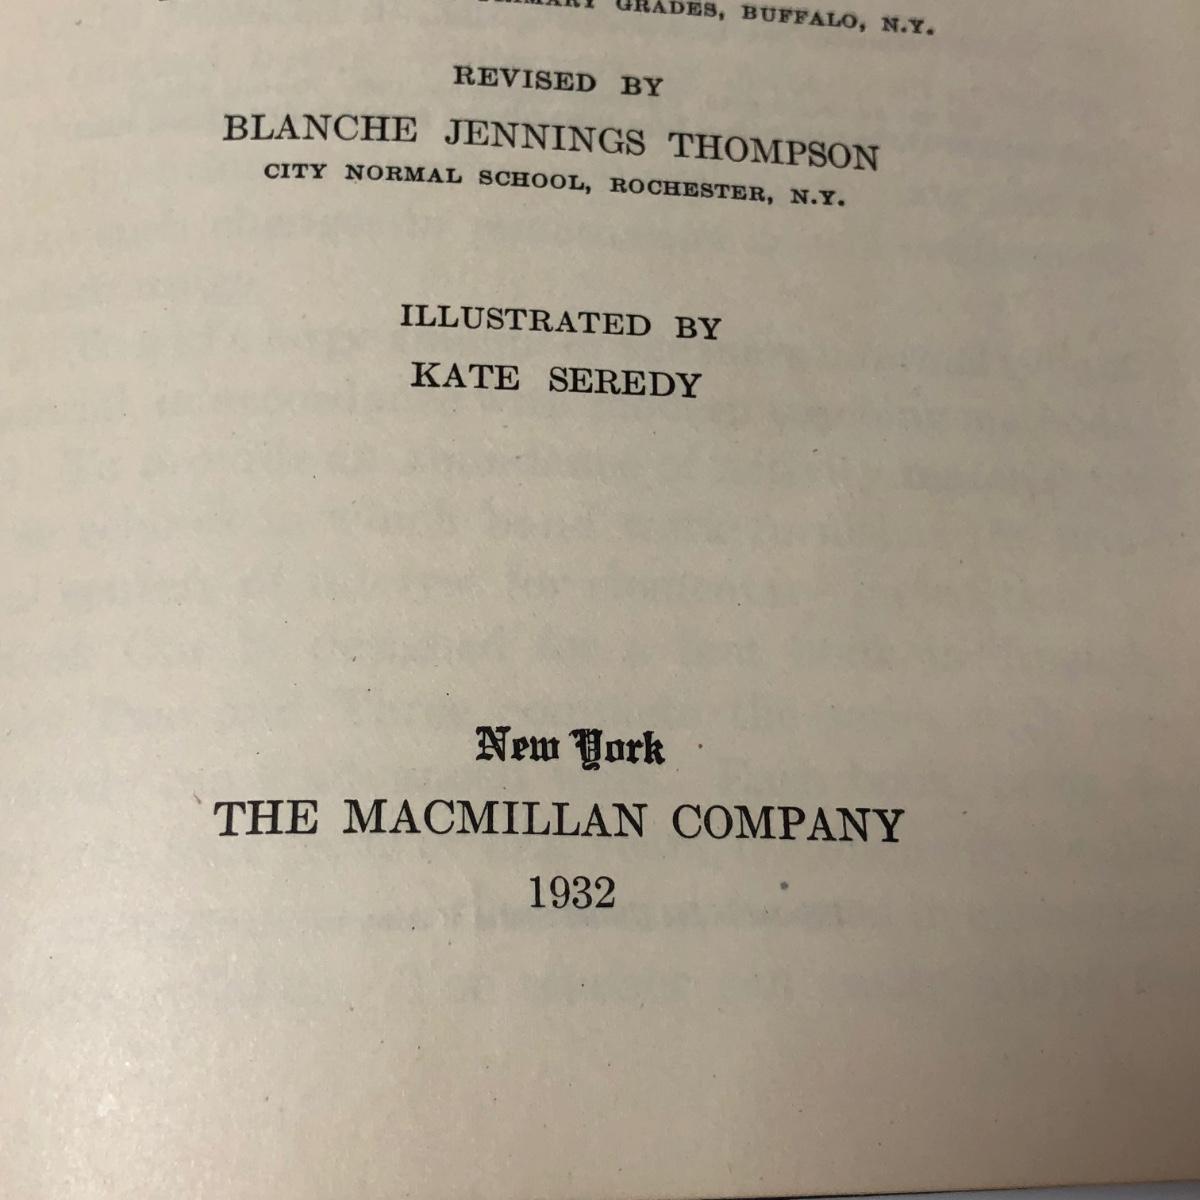 GRADES, BUFFALO, N.Y.
REVISED BY
BLANCHE JENNINGS THOMPSON
CITY NORMAL SCHOOL, ROCHESTER, N.Y.
ILLUSTRATED BY
KATE SEREDY
New York
THE MACMILLAN COMPANY
1932